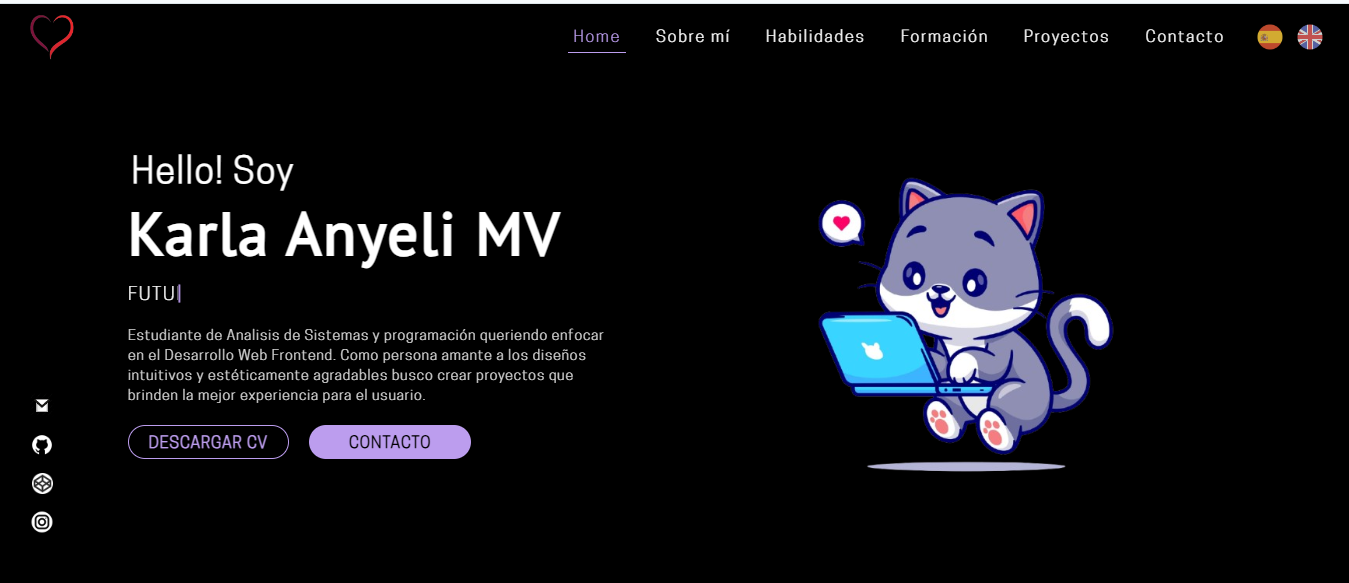 Home Sobre mí Habilidades Formación Proyectos Contacto
Hello! Soy
Karla Anyeli MV
FUTU
Estudiante de Analisis de Sistemas y programación queriendo enfocar
en el Desarrollo Web Frontend. Como persona amante a los diseños
intuitivos y estéticamente agradables busco crear proyectos que
brinden la mejor experiencia para el usuario.
DESCARGAR CV CONTACTO